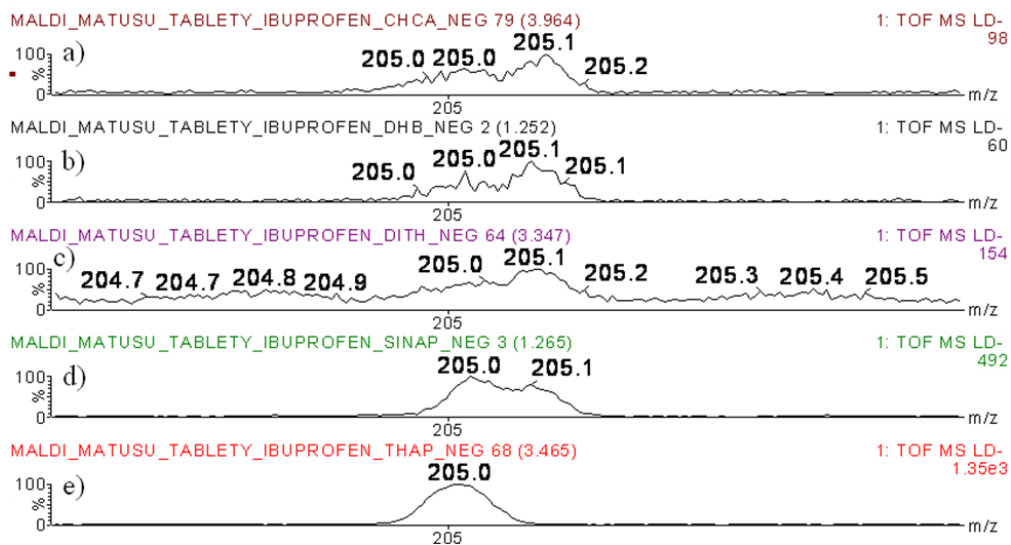 MALDI_MATUSU_TABLETY_IBUPROFEN_CHCA_NEG 79 (3.964) 1: TOF MS LD-
98
a) 205.0 205.0 205.1 205.2
100
%
0
205 m/z
MALDI_MATUSU_TABLETY_IBUPROFEN_DHB_NEG 2 (1.252) 1: TOF MS LD-
60
b) 205.0 205.0 205.1 205.1
100
%
0
205 m/z
MALDI_MATUSU_TABLETY_IBUPROFEN_DITH_NEG 64 (3.347) 1: TOF MS LD-
154
c) 204.7 204.7 204.8 204.9 205.0 205.1 205.2 205.3 205.4 205.5
100
%
0
205 m/z
MALDI_MATUSU_TABLETY_IBUPROFEN_SINAP_NEG 3 (1.265) 1: TOF MS LD-
492
d) 205.0 205.1
100
%
0
205 m/z
MALDI_MATUSU_TABLETY_IBUPROFEN_THAP_NEG 68 (3.465) 1: TOF MS LD-
1.35e3
e) 205.0
100
%
0
205 m/z